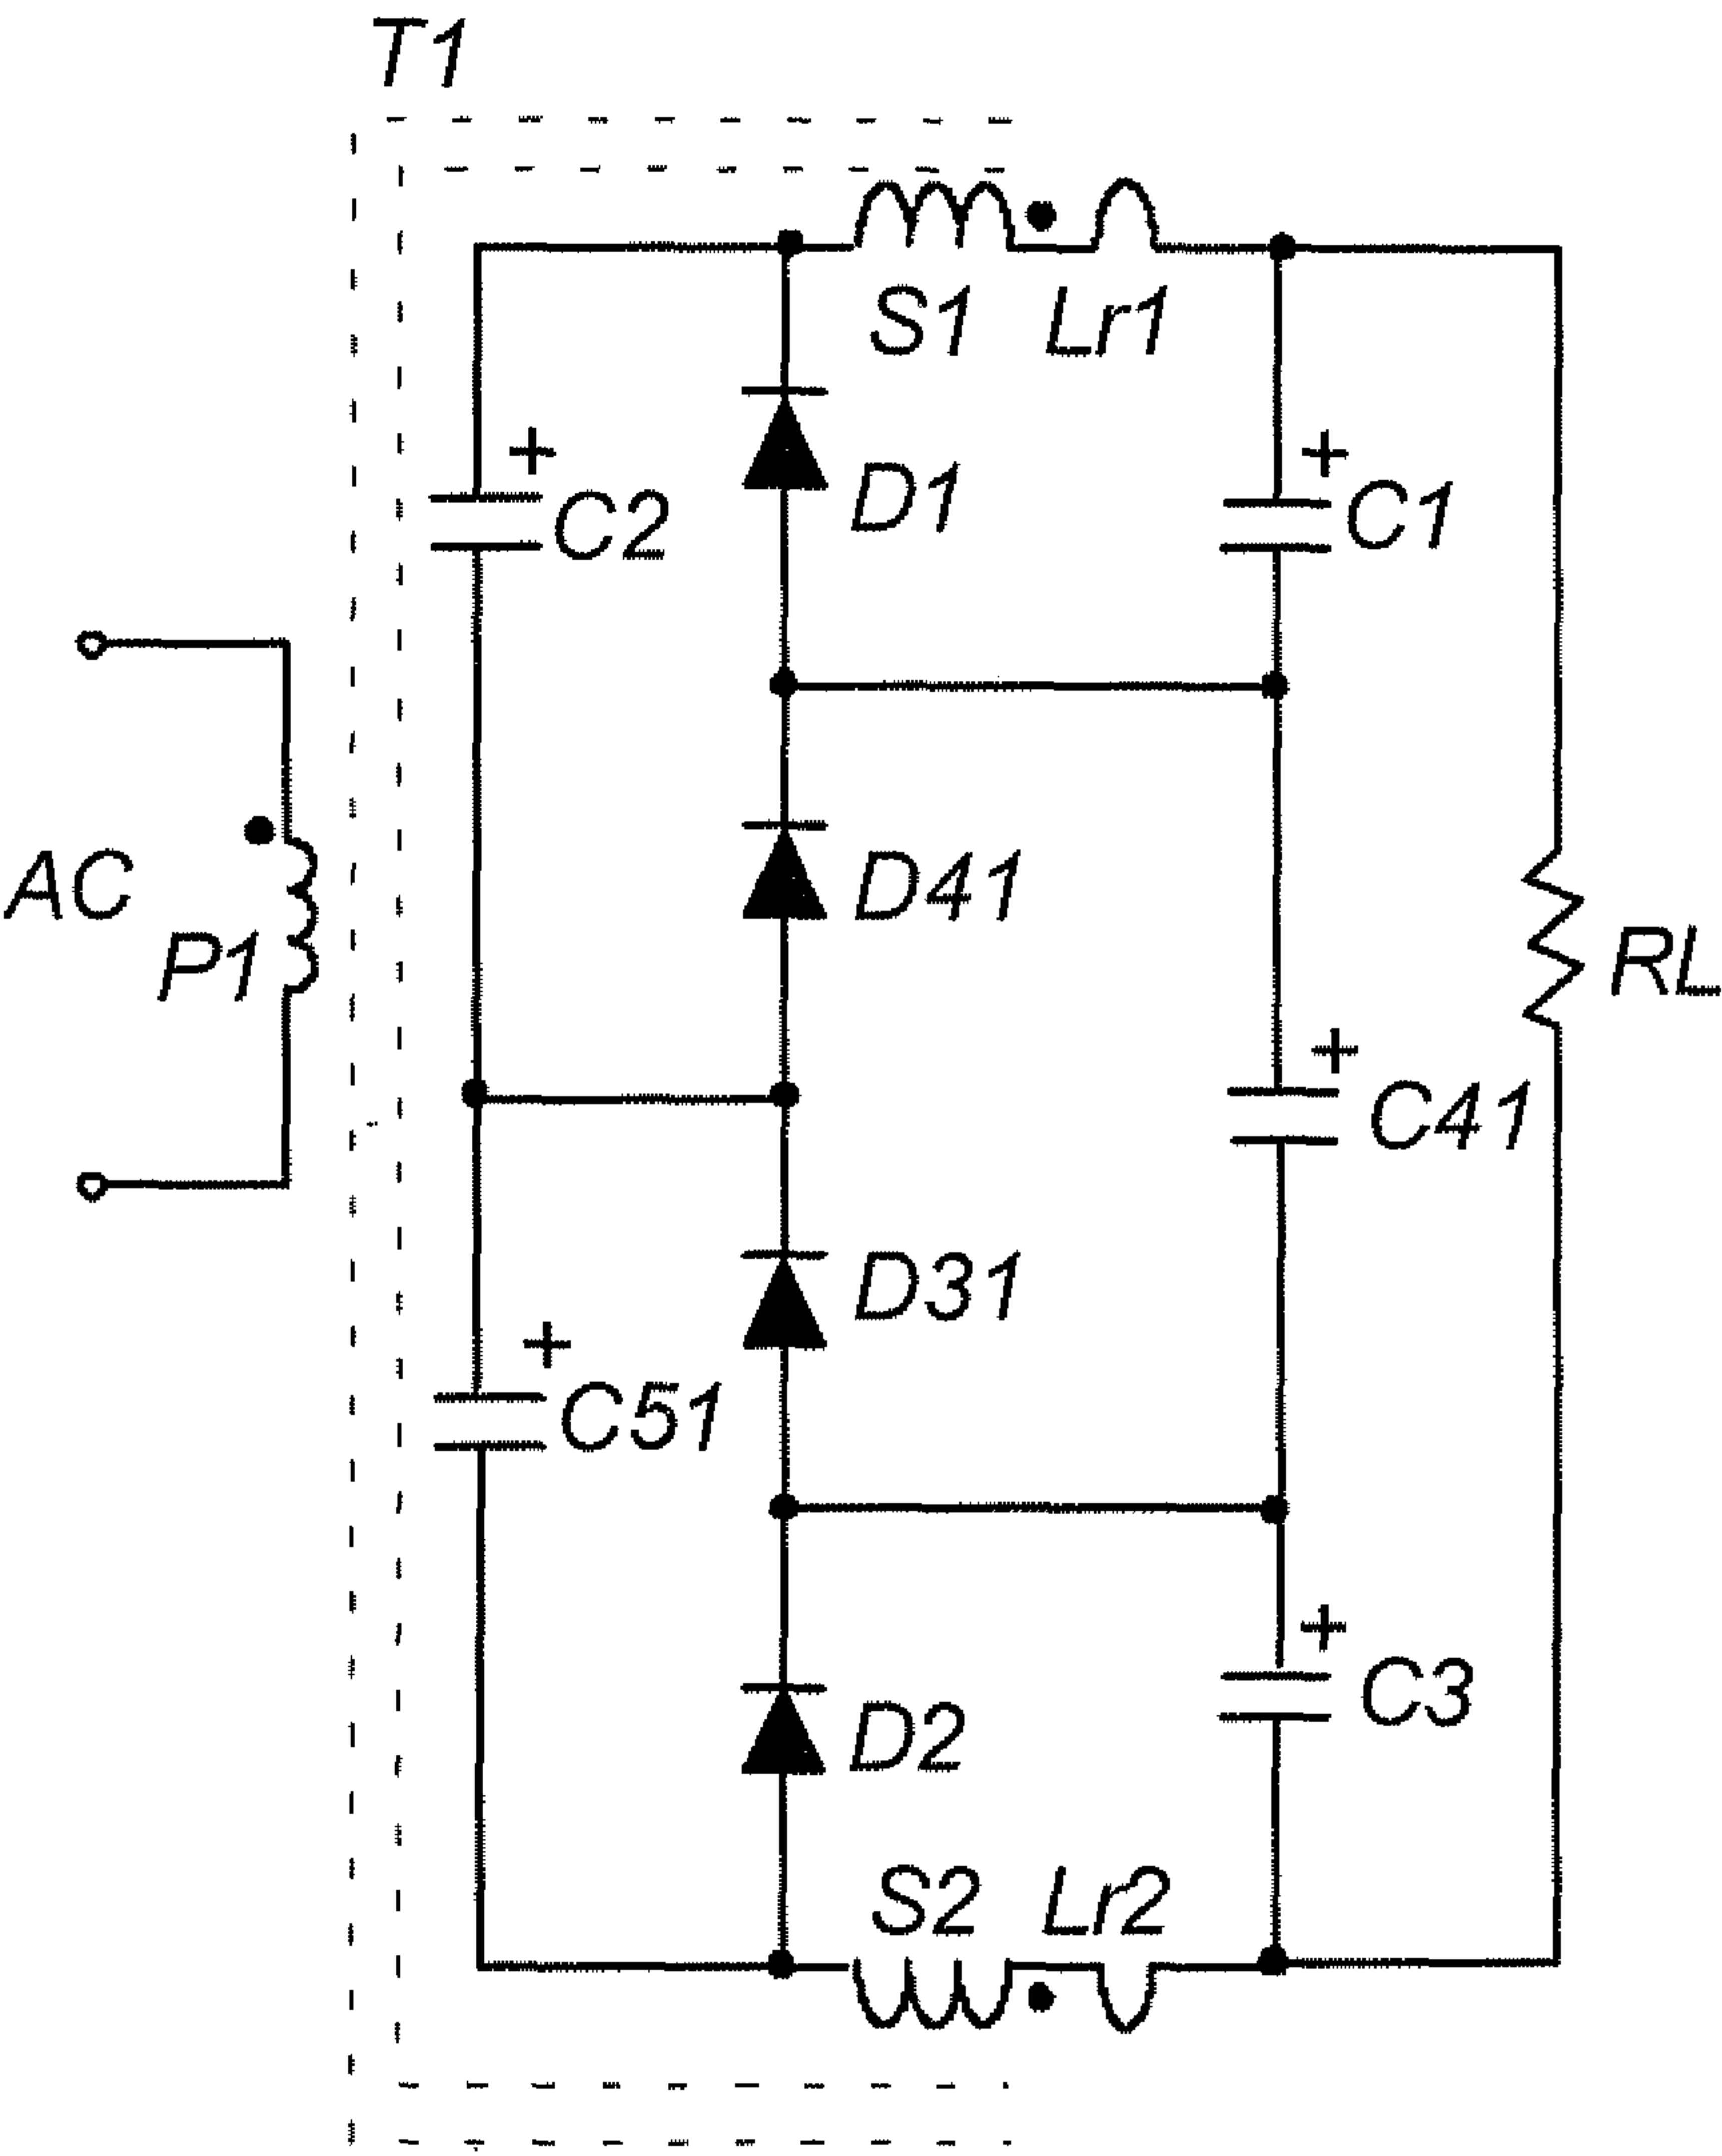 T1
S1 Lr1
+
+
C2
D1
C1
AC
P1
D41
RL
+
C41
D31
+
C51
+
D2
C3
S2 Lr2